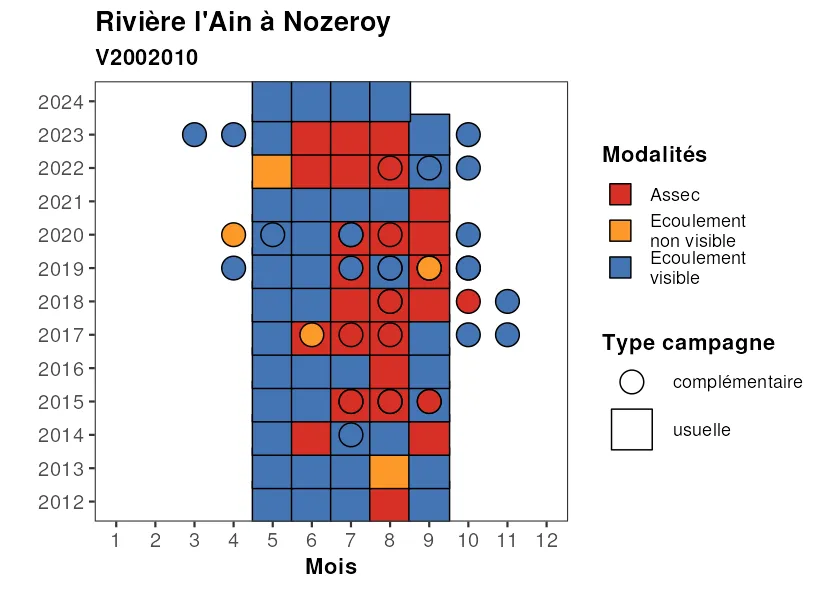 Rivière l'Ain à Nozeroy
V2002010
2024
2023
2022
2021
2020
2019
2018
2017
2016
2015
2014
2013
2012
1 2 3 4 5 6 7 8 9 10 11 12
Mois
Modalités
Assec
Ecoulement
non visible
Ecoulement
visible
Type campagne
complémentaire
usuelle